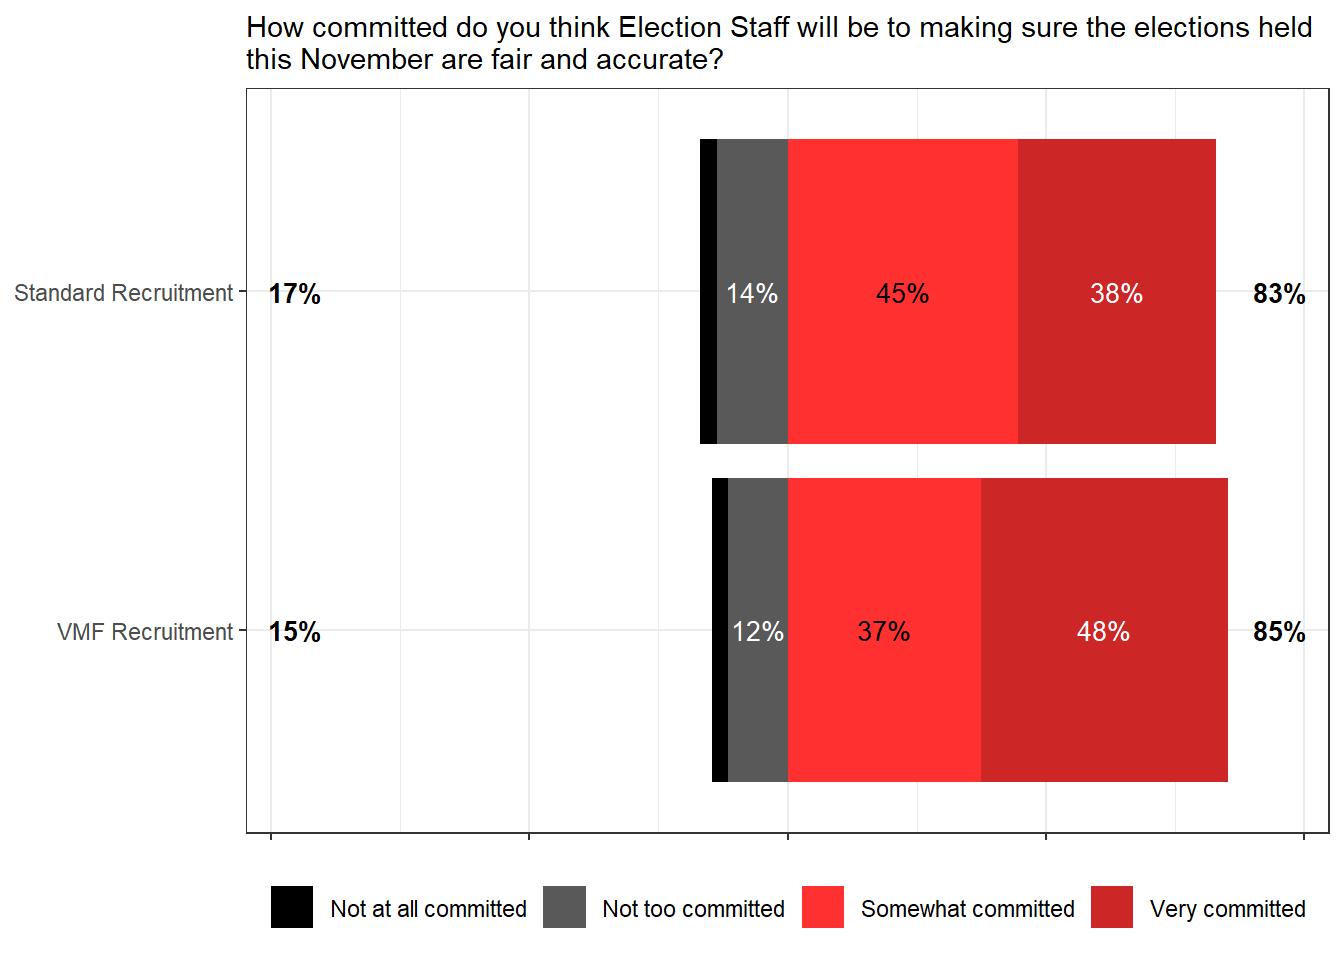 How committed do you think Election Staff will be to making sure the elections held
this November are fair and accurate?
Standard Recruitment 17% 14% 45% 38% 83%
VMF Recruitment 15% 12% 37% 48% 85%
Not at all committed Not too committed Somewhat committed Very committed